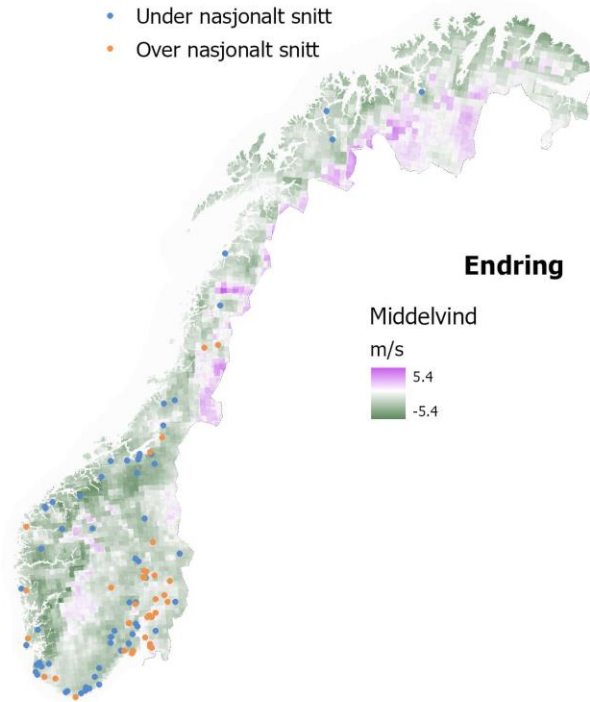 Under nasjonalt snitt
Over nasjonalt snitt
Endring
Middelvind
m/s
5.4
-5.4